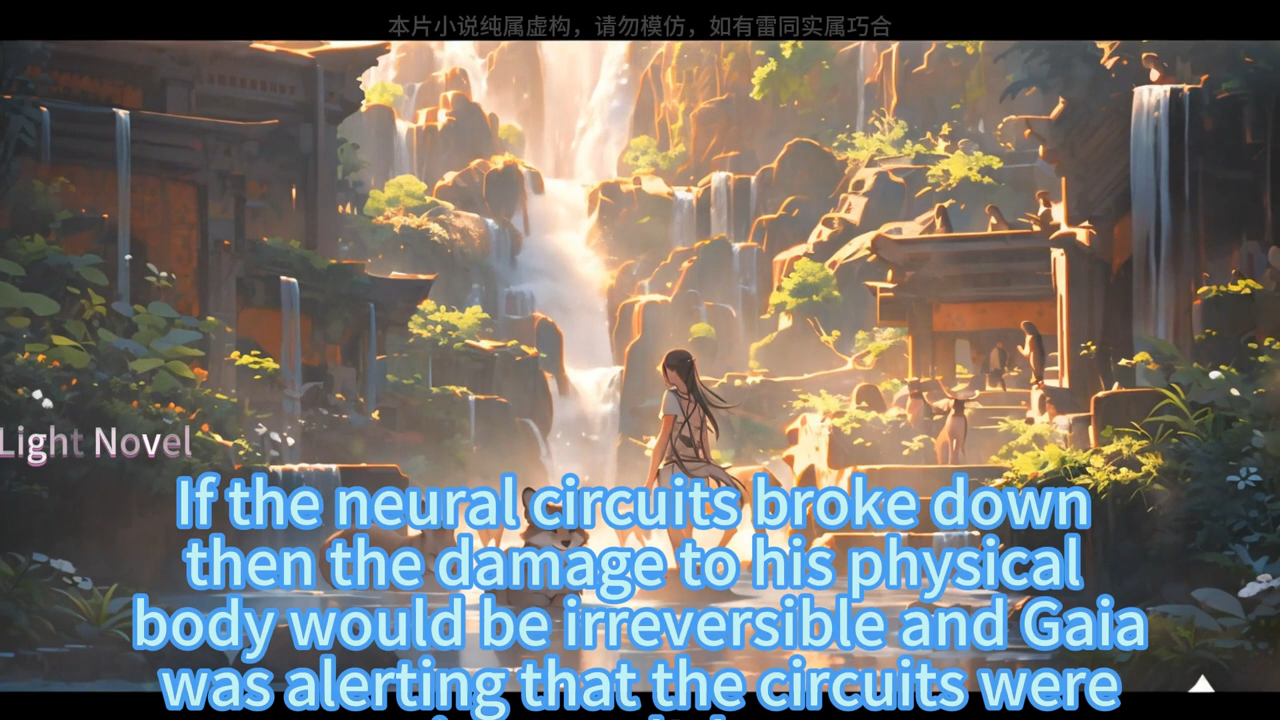 本片小说纯属虚构，请勿模仿，如有雷同实属巧合
Light Novel
If the neural circuits broke down
then the damage to his physical
body would be irreversible and Gaia
was alerting that the circuits were